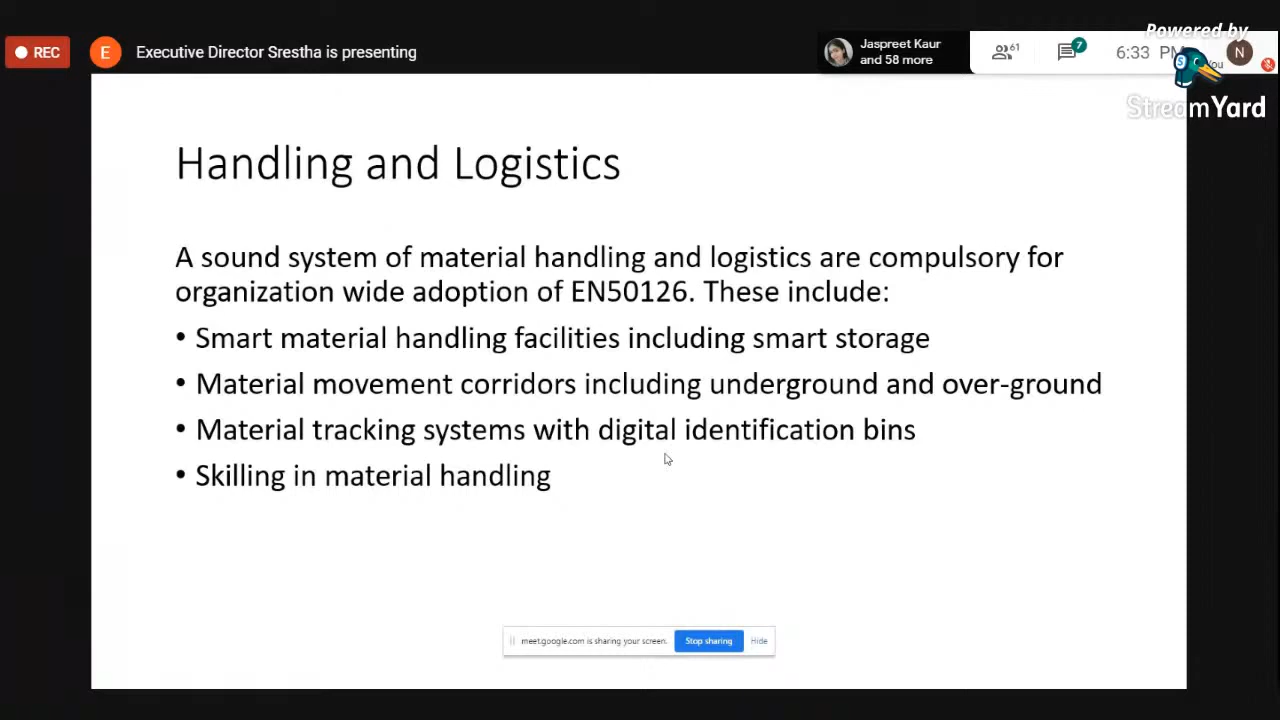 Powered by
REC
E
Executive Director Srestha is presenting
Jaspreet Kaur
and 58 more
61
7
6:33 PM
You
N
S
StreamYard
Handling and Logistics
A sound system of material handling and logistics are compulsory for
organization wide adoption of EN50126. These include:
• Smart material handling facilities including smart storage
• Material movement corridors including underground and over-ground
• Material tracking systems with digital identification bins
• Skilling in material handling
meet.google.com is sharing your screen.
Stop sharing
Hide